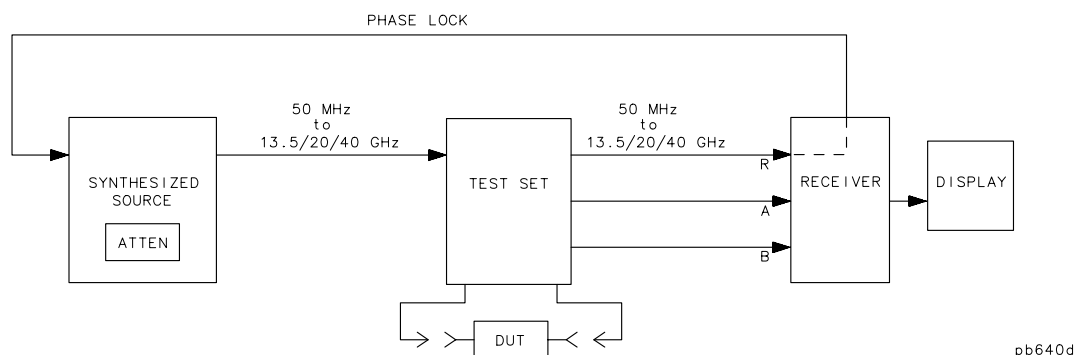 PHASE LOCK
50 MHz
to
13.5/20/40 GHz
50 MHz
to
13.5/20/40 GHz
SYNTHESIZED
SOURCE
ATTEN
TEST SET
R
A
B
RECEIVER
DISPLAY
DUT
pb640d